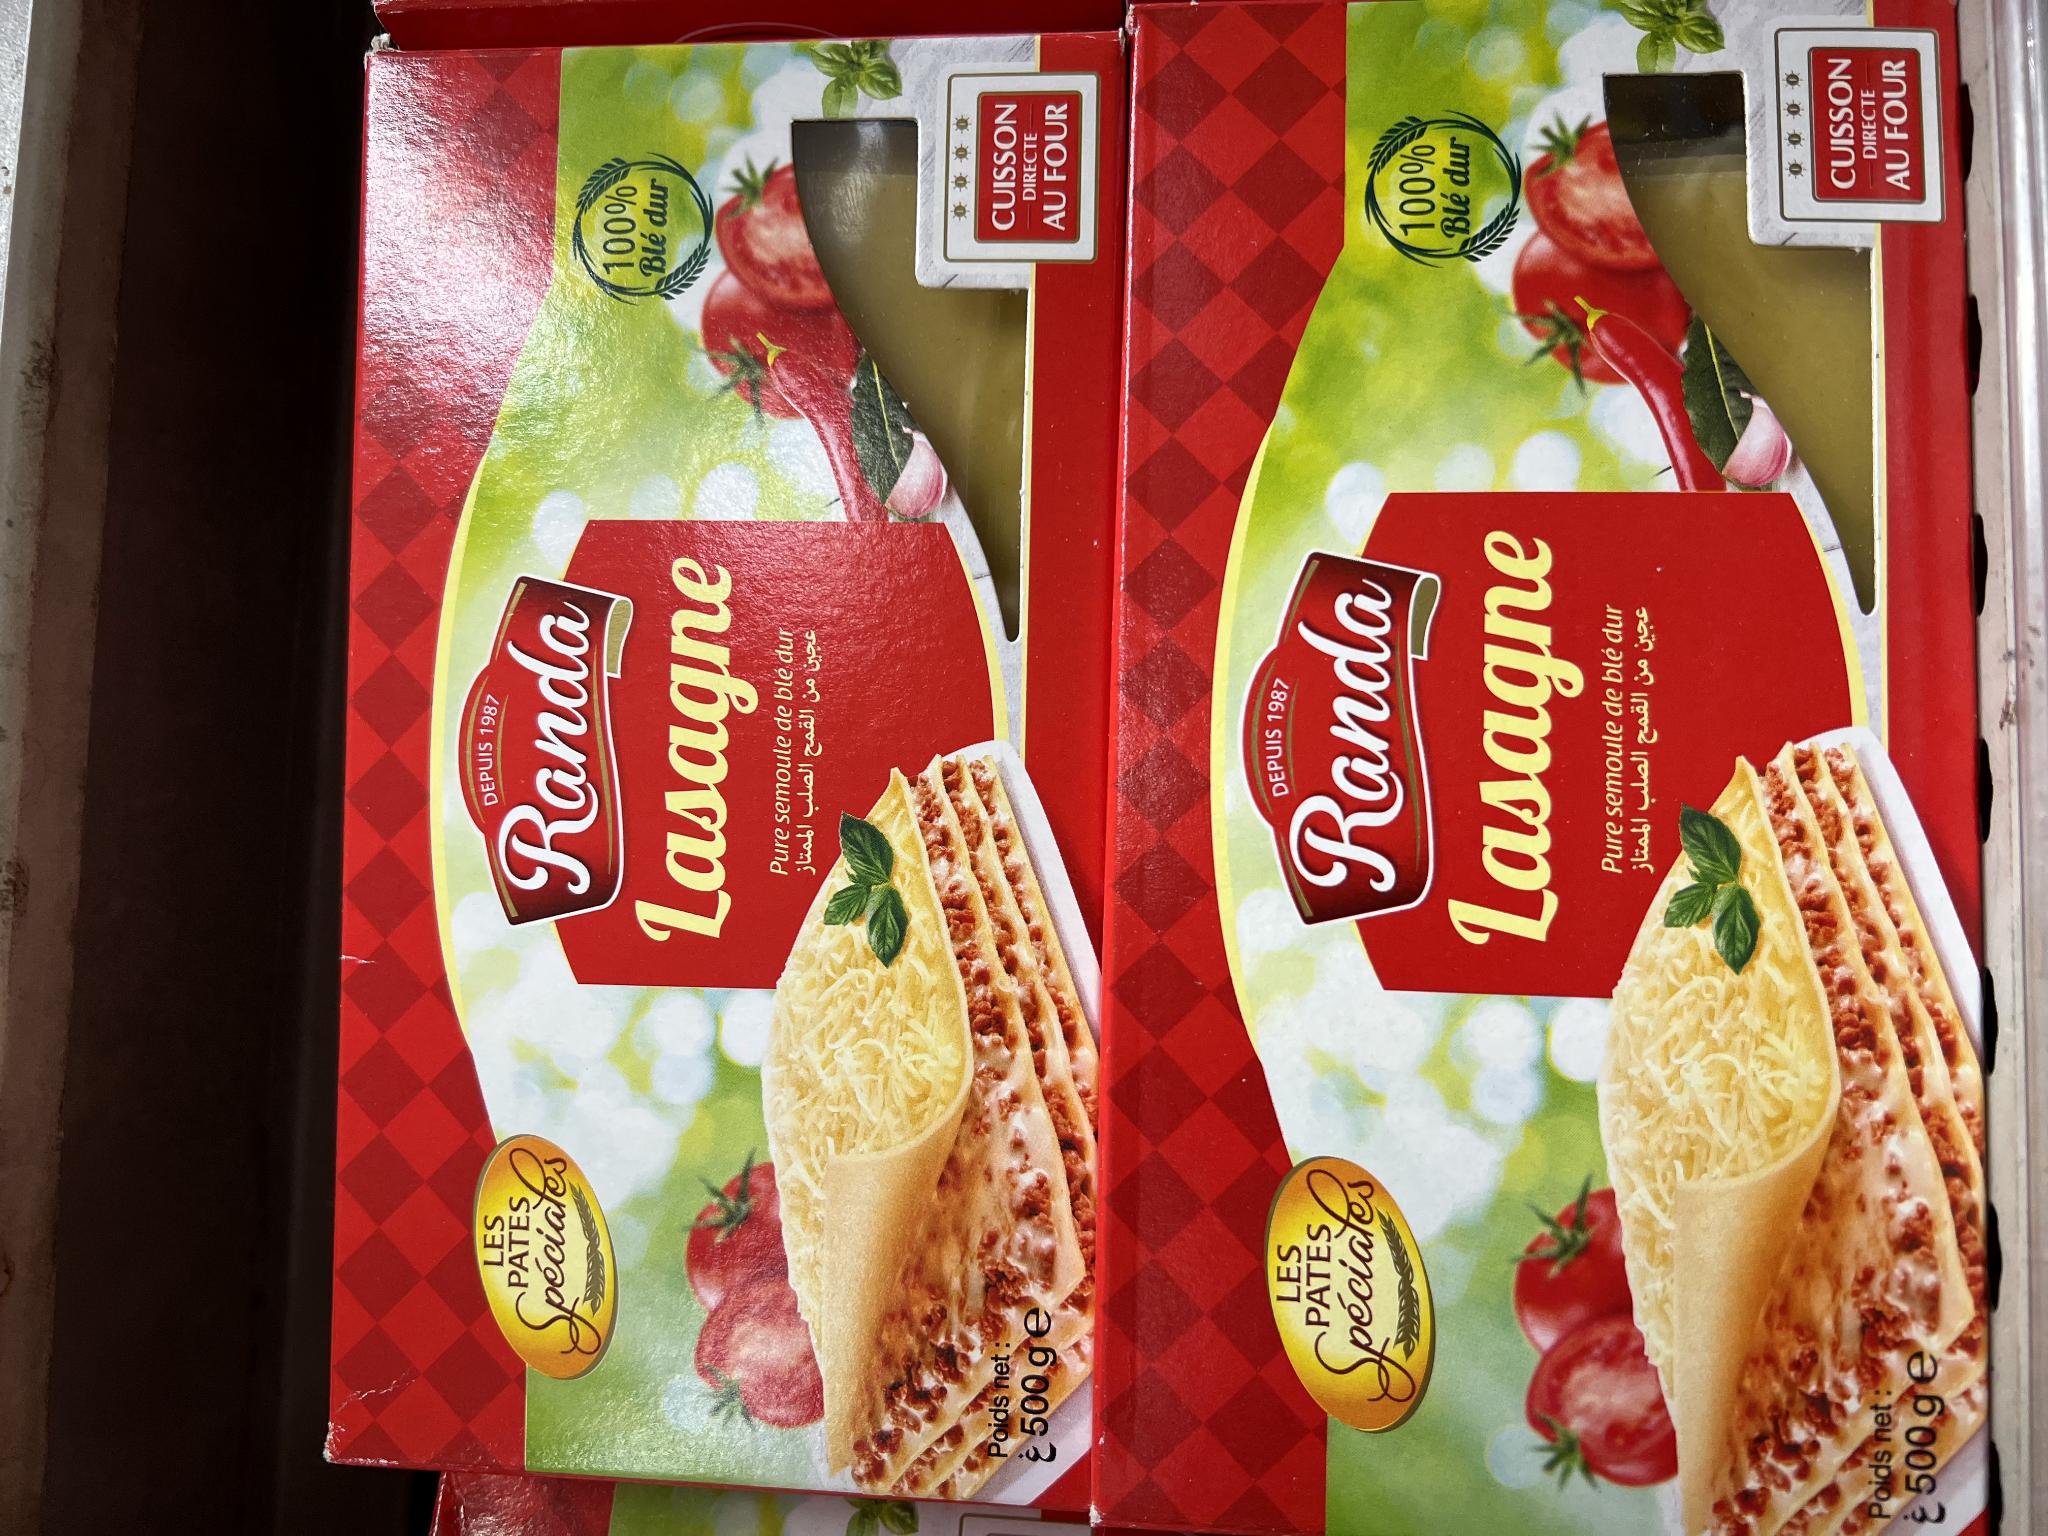 DEPUIS 1987
Randa
Lasagne
Pure semoule de blé dur
عجين من القمح الصلب الممتاز
100%
Blé dur
CUISSON
DIRECTE
AU FOUR
LES
PATES
Spéciales
Poids net :
500 g e غ
DEPUIS 1987
Randa
Lasagne
Pure semoule de blé dur
عجين من القمح الصلب الممتاز
100%
Blé dur
CUISSON
DIRECTE
AU FOUR
LES
PATES
Spéciales
Poids net :
500 g e غ